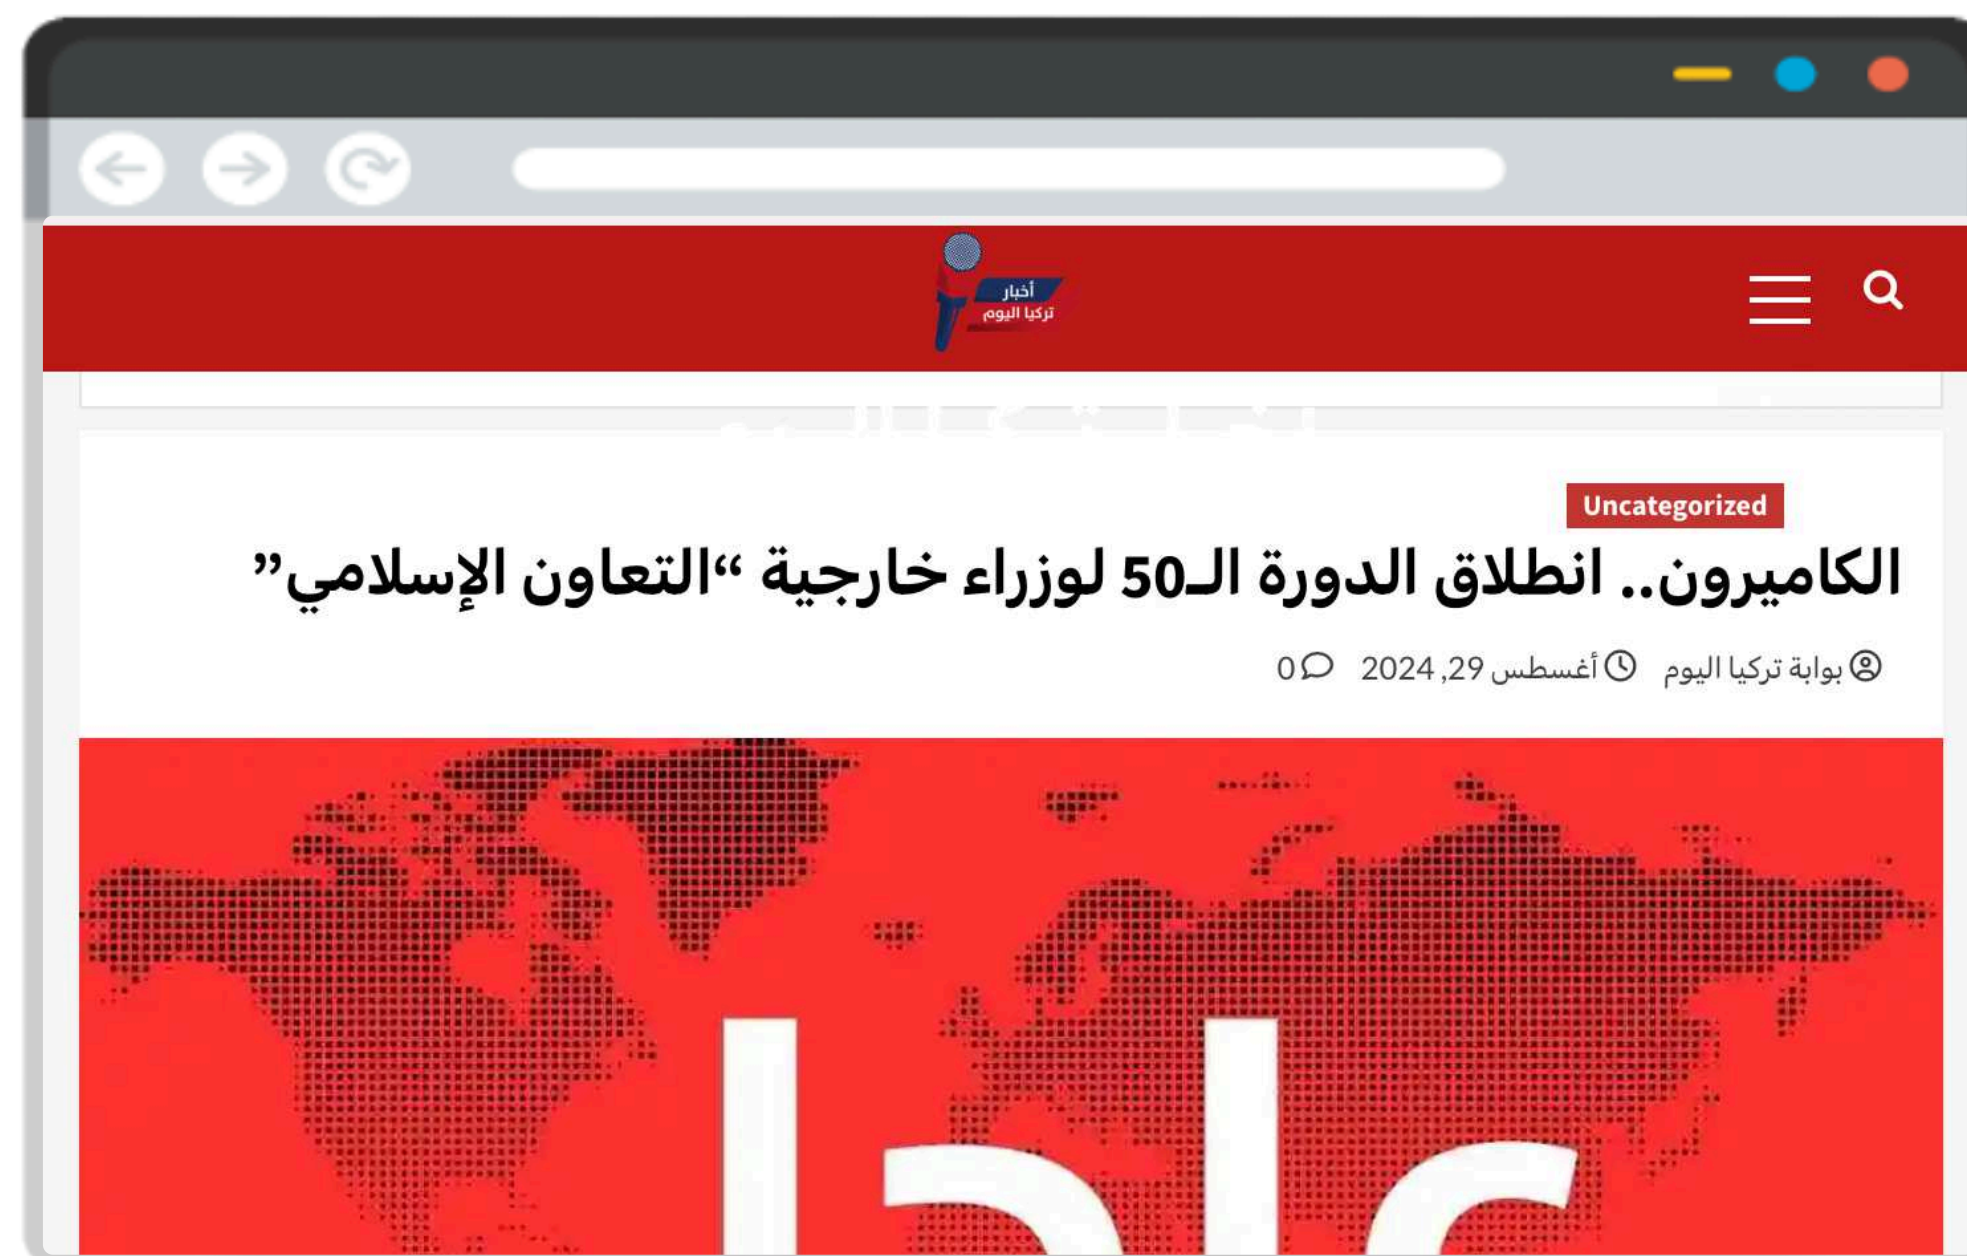 أخبار
تركيا اليوم
Uncategorized
الكاميرون.. انطلاق الدورة الـ50 لوزراء خارجية “التعاون الإسلامي”
بوابة تركيا اليوم أغسطس 29, 2024 0
عاجل